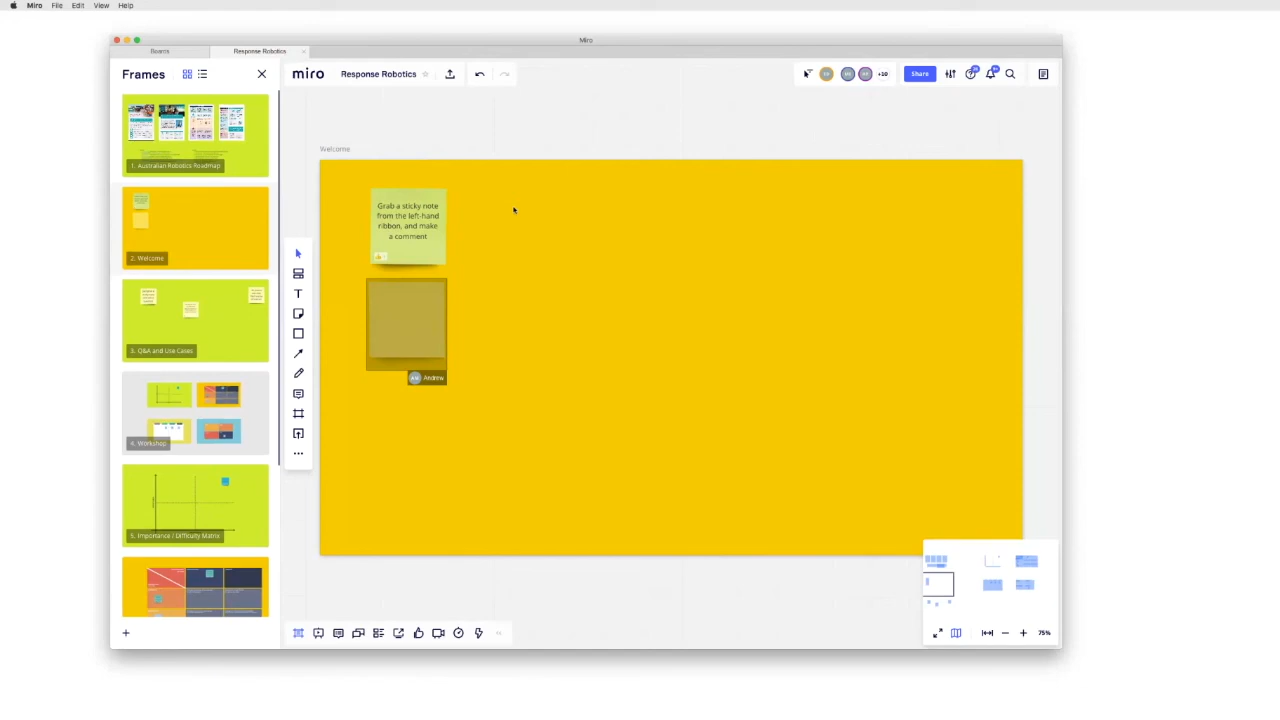 Miro File Edit View Help
Miro
Boards Response Robotics
Frames
miro Response Robotics
+10 Share
1. Australian Robotics Roadmap
2. Welcome
3. Q&A and Use Cases
4. Workshop
5. Importance / Difficulty Matrix
Welcome
Grab a sticky note
from the left-hand
ribbon, and make
a comment
AM Andrew
75%